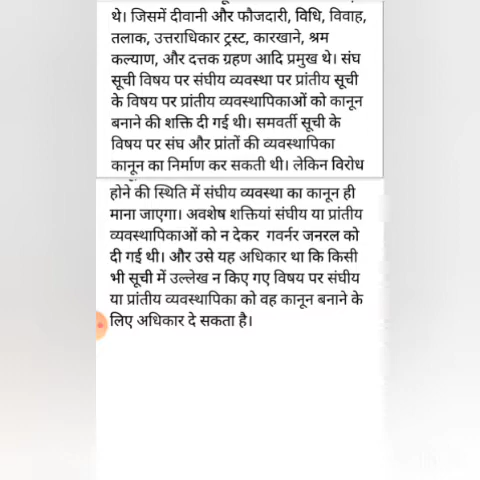 थे। जिसमें दीवानी और फौजदारी, विधि, विवाह,
तलाक, उत्तराधिकार ट्रस्ट, कारखाने, श्रम
कल्याण, और दत्तक ग्रहण आदि प्रमुख थे। संघ
सूची विषय पर संघीय व्यवस्था पर प्रांतीय सूची
के विषय पर प्रांतीय व्यवस्थापिकाओं को कानून
बनाने की शक्ति दी गई थी। समवर्ती सूची के
विषय पर संघ और प्रांतों की व्यवस्थापिका
कानून का निर्माण कर सकती थी। लेकिन विरोध
होने की स्थिति में संघीय व्यवस्था का कानून ही
माना जाएगा। अवशेष शक्तियां संघीय या प्रांतीय
व्यवस्थापिकाओं को न देकर गवर्नर जनरल को
दी गई थी। और उसे यह अधिकार था कि किसी
भी सूची में उल्लेख न किए गए विषय पर संघीय
या प्रांतीय व्यवस्थापिका को वह कानून बनाने के
लिए अधिकार दे सकता है।